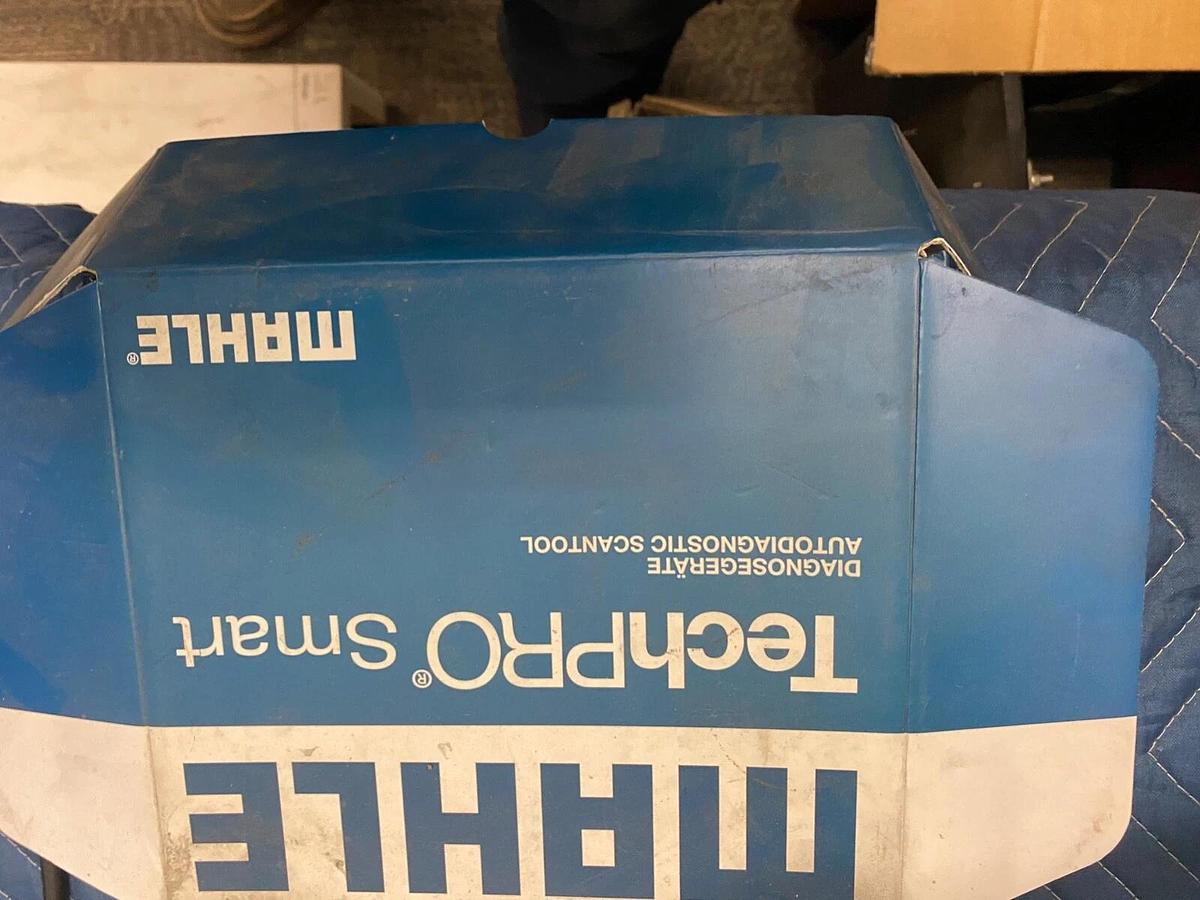 MAHLE
TechPRO® Smart
DIAGNOSEGERÄTE
AUTODIAGNOSTIC SCANTOOL
MAHLE®